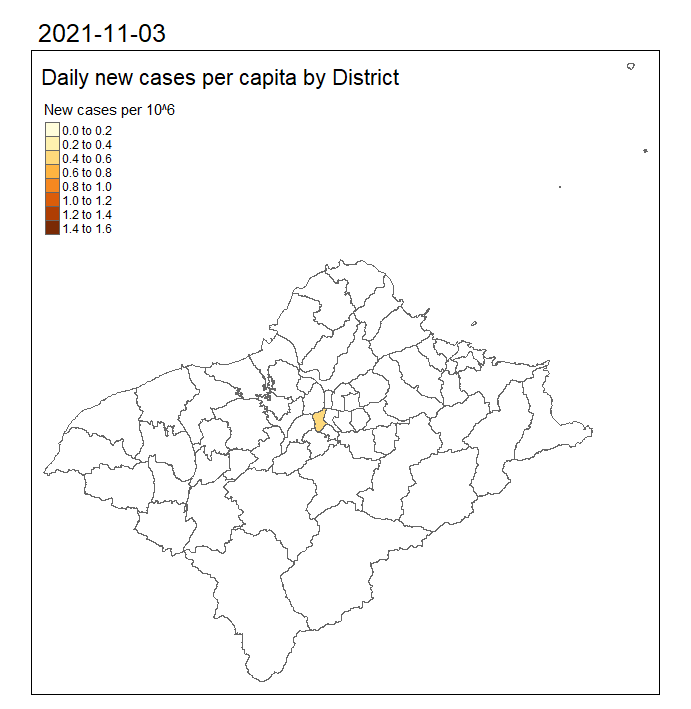 2021-11-03
Daily new cases per capita by District
New cases per 10^6
0.0 to 0.2
0.2 to 0.4
0.4 to 0.6
0.6 to 0.8
0.8 to 1.0
1.0 to 1.2
1.2 to 1.4
1.4 to 1.6